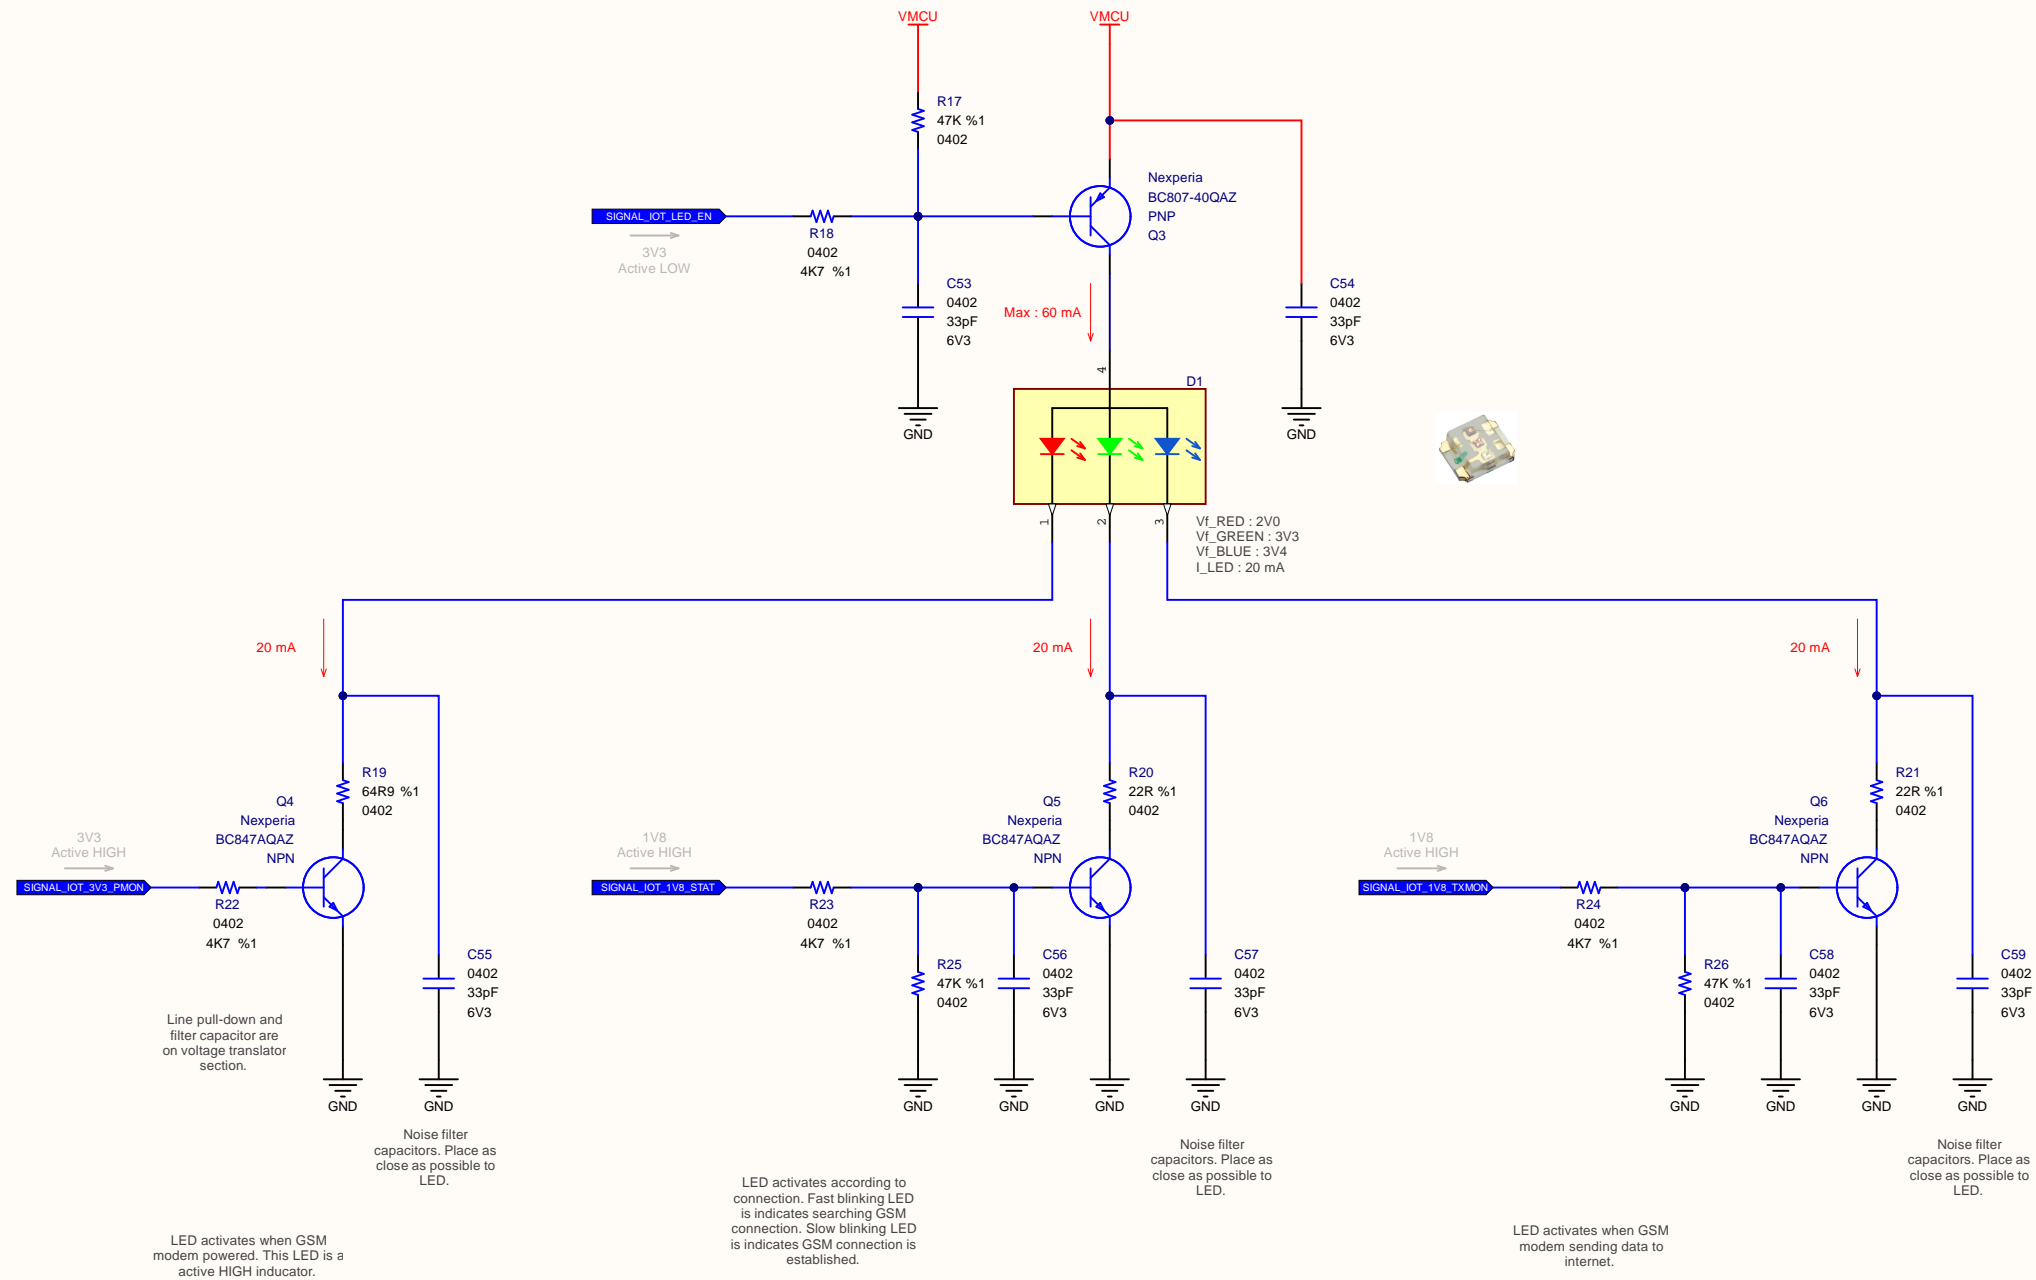 VMCU
VMCU
R17
47K %1
0402
Nexperia
BC807-40QAZ
PNP
Q3
SIGNAL_IOT_LED_EN
3V3
Active LOW
R18
0402
4K7 %1
C53
0402
33pF
6V3
Max : 60 mA
C54
0402
33pF
6V3
4
D1
GND
GND
1
2
3
Vf_RED : 2V0
Vf_GREEN : 3V3
Vf_BLUE : 3V4
I_LED : 20 mA
20 mA
20 mA
20 mA
R19
64R9 %1
0402
Q4
Nexperia
BC847AQAZ
NPN
3V3
Active HIGH
SIGNAL_IOT_3V3_PMON
R22
0402
4K7 %1
C55
0402
33pF
6V3
Line pull-down and
filter capacitor are
on voltage translator
section.
GND
GND
Noise filter
capacitors. Place as
close as possible to
LED.
LED activates when GSM
modem powered. This LED is a
active HIGH inducator.
R20
22R %1
0402
Q5
Nexperia
BC847AQAZ
NPN
1V8
Active HIGH
SIGNAL_IOT_1V8_STAT
R23
0402
4K7 %1
R25
47K %1
0402
C56
0402
33pF
6V3
C57
0402
33pF
6V3
GND
GND
GND
GND
Noise filter
capacitors. Place as
close as possible to
LED.
LED activates according to
connection. Fast blinking LED
is indicates searching GSM
connection. Slow blinking LED
is indicates GSM connection is
established.
R21
22R %1
0402
Q6
Nexperia
BC847AQAZ
NPN
1V8
Active HIGH
SIGNAL_IOT_1V8_TXMON
R24
0402
4K7 %1
R26
47K %1
0402
C58
0402
33pF
6V3
C59
0402
33pF
6V3
GND
GND
GND
GND
Noise filter
capacitors. Place as
close as possible to
LED.
LED activates when GSM
modem sending data to
internet.